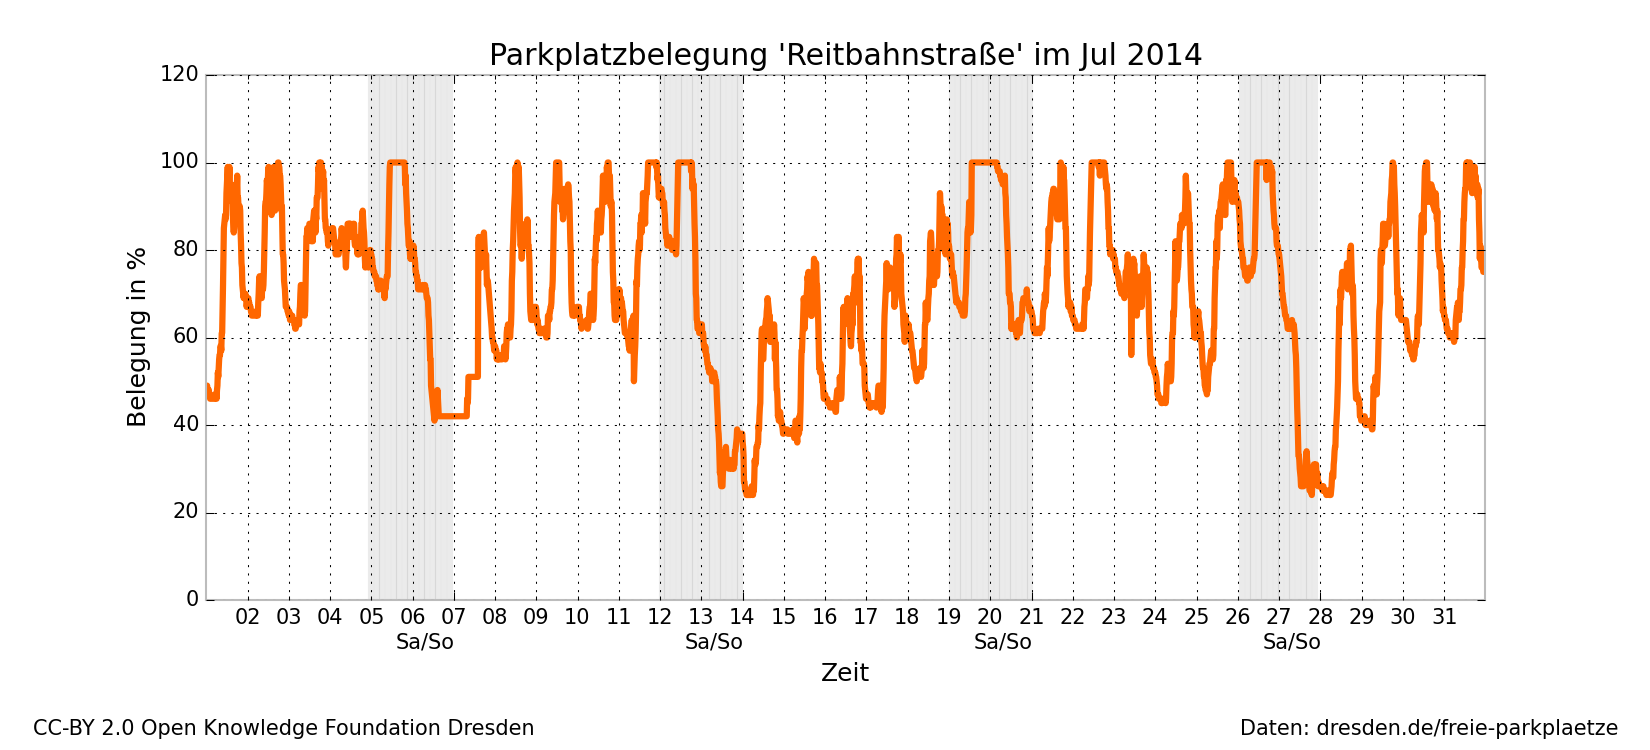 Parkplatzbelegung 'Reitbahnstraße' im Jul 2014
120
100
80
60
40
20
0
Belegung in %
02 03 04 05 06 07 08 09 10 11 12 13 14 15 16 17 18 19 20 21 22 23 24 25 26 27 28 29 30 31
Sa/So Sa/So Sa/So Sa/So
Zeit
CC-BY 2.0 Open Knowledge Foundation Dresden
Daten: dresden.de/freie-parkplaetze